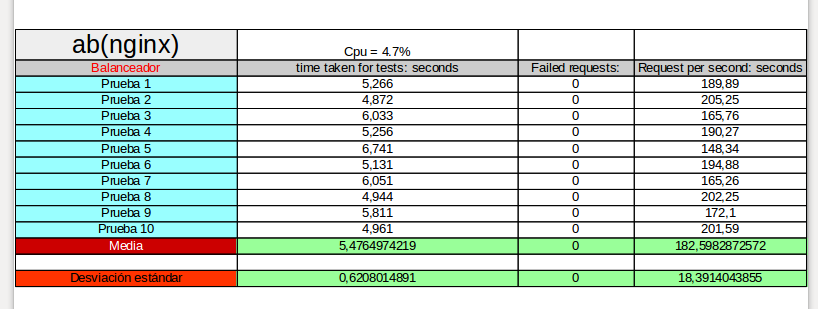 ab(nginx) Cpu = 4.7%
Balanceador time taken for tests: seconds Failed requests: Request per second: seconds
Prueba 1 5,266 0 189,89
Prueba 2 4,872 0 205,25
Prueba 3 6,033 0 165,76
Prueba 4 5,256 0 190,27
Prueba 5 6,741 0 148,34
Prueba 6 5,131 0 194,88
Prueba 7 6,051 0 165,26
Prueba 8 4,944 0 202,25
Prueba 9 5,811 0 172,1
Prueba 10 4,961 0 201,59
Media 5,4764974219 0 182,5982872572
Desviación estándar 0,6208014891 0 18,3914043855